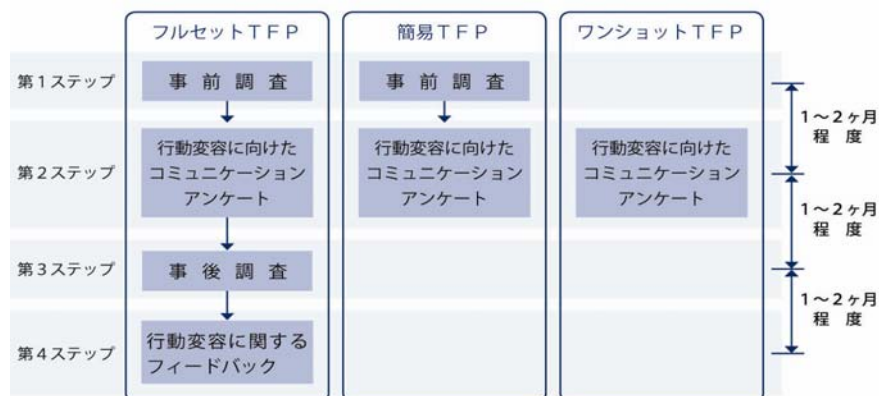 フルセットＴＦＰ
簡易ＴＦＰ
ワンショットＴＦＰ
第１ステップ
事前調査
事前調査
第２ステップ
行動変容に向けた
コミュニケーション
アンケート
行動変容に向けた
コミュニケーション
アンケート
行動変容に向けた
コミュニケーション
アンケート
第３ステップ
事後調査
第４ステップ
行動変容に関する
フィードバック
１～２ヶ月
程度
１～２ヶ月
程度
１～２ヶ月
程度